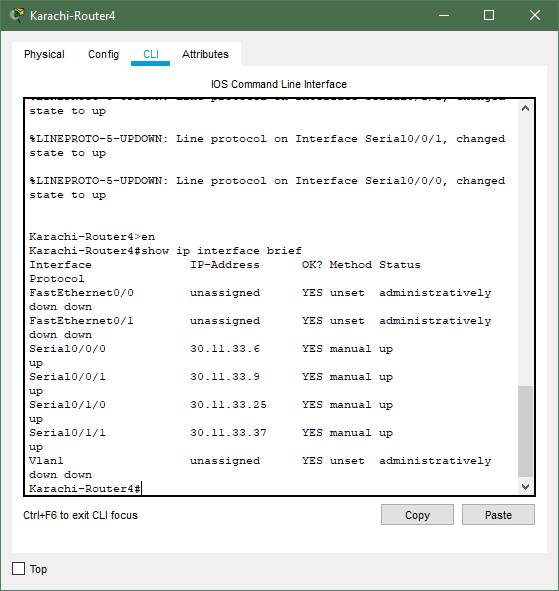 Karachi-Router4
Physical Config CLI Attributes
IOS Command Line Interface
state to up
%LINEPROTO-5-UPDOWN: Line protocol on Interface Serial0/0/1, changed
state to up
%LINEPROTO-5-UPDOWN: Line protocol on Interface Serial0/0/0, changed
state to up
Karachi-Router4>en
Karachi-Router4#show ip interface brief
Interface IP-Address OK? Method Status
Protocol
FastEthernet0/0 unassigned YES unset administratively
down down
FastEthernet0/1 unassigned YES unset administratively
down down
Serial0/0/0 30.11.33.6 YES manual up
up
Serial0/0/1 30.11.33.9 YES manual up
up
Serial0/1/0 30.11.33.25 YES manual up
up
Serial0/1/1 30.11.33.37 YES manual up
up
Vlan1 unassigned YES unset administratively
down down
Karachi-Router4#
Ctrl+F6 to exit CLI focus
Copy Paste
Top